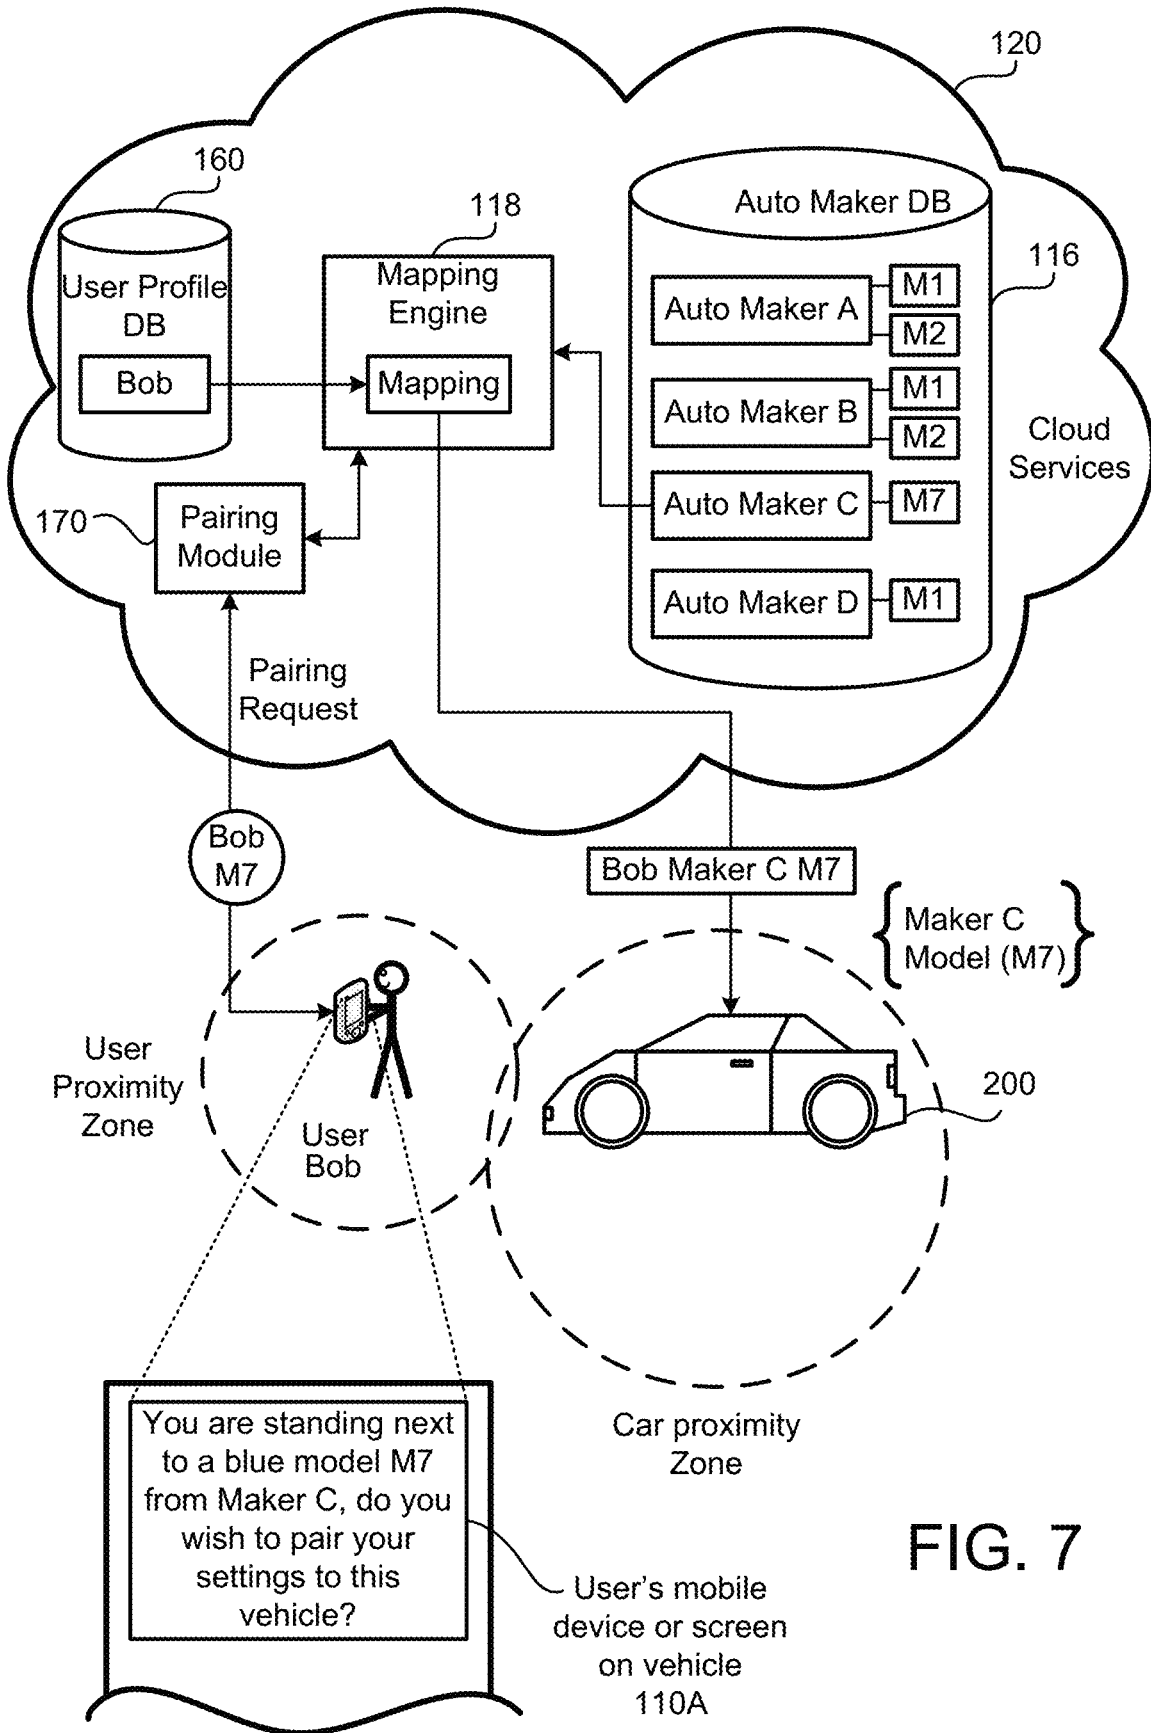 120
160
118
Auto Maker DB
116
User Profile
DB
Bob
Mapping
Engine
Mapping
Auto Maker A
M1
M2
Auto Maker B
M1
M2
Auto Maker C
M7
Auto Maker D
M1
Cloud
Services
170
Pairing
Module
Pairing
Request
Bob
M7
Bob Maker C M7
Maker C
Model (M7)
User
Proximity
Zone
User
Bob
200
Car proximity
Zone
You are standing next
to a blue model M7
from Maker C, do you
wish to pair your
settings to this
vehicle?
User's mobile
device or screen
on vehicle
110A
FIG. 7